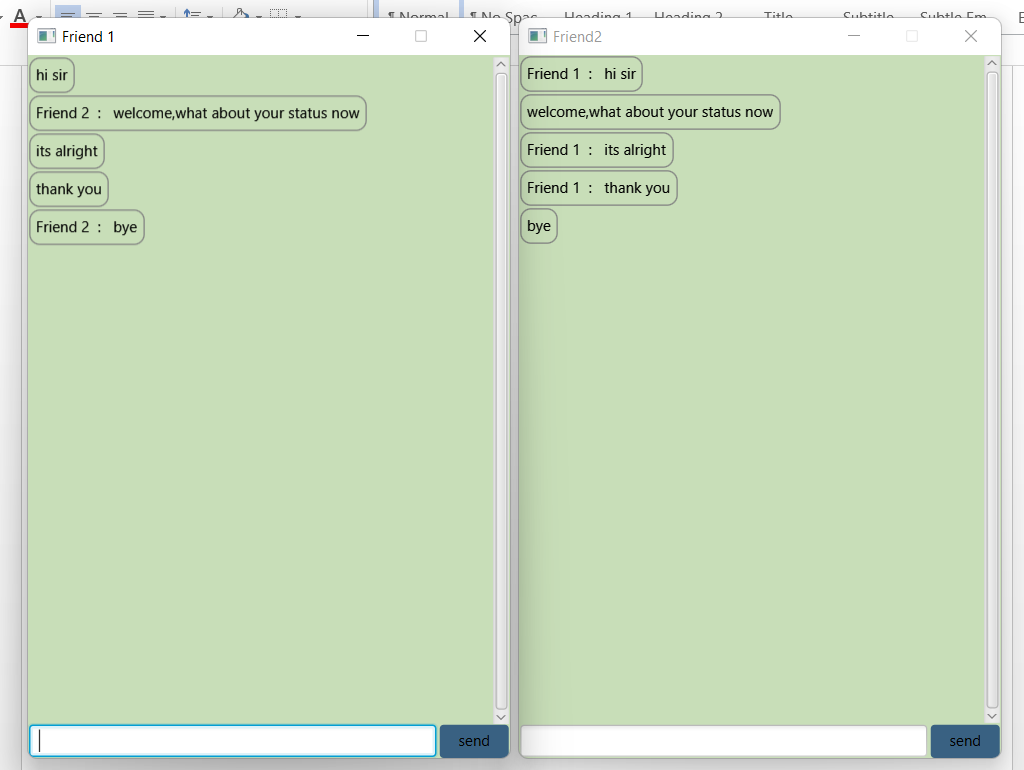 A
¶ Normal ¶ No Spac Heading 1 Heading 2 Title Subtitle Subtle Em
Friend 1
hi sir
Friend 2 : welcome,what about your status now
its alright
thank you
Friend 2 : bye
send
Friend2
Friend 1 : hi sir
welcome,what about your status now
Friend 1 : its alright
Friend 1 : thank you
bye
send